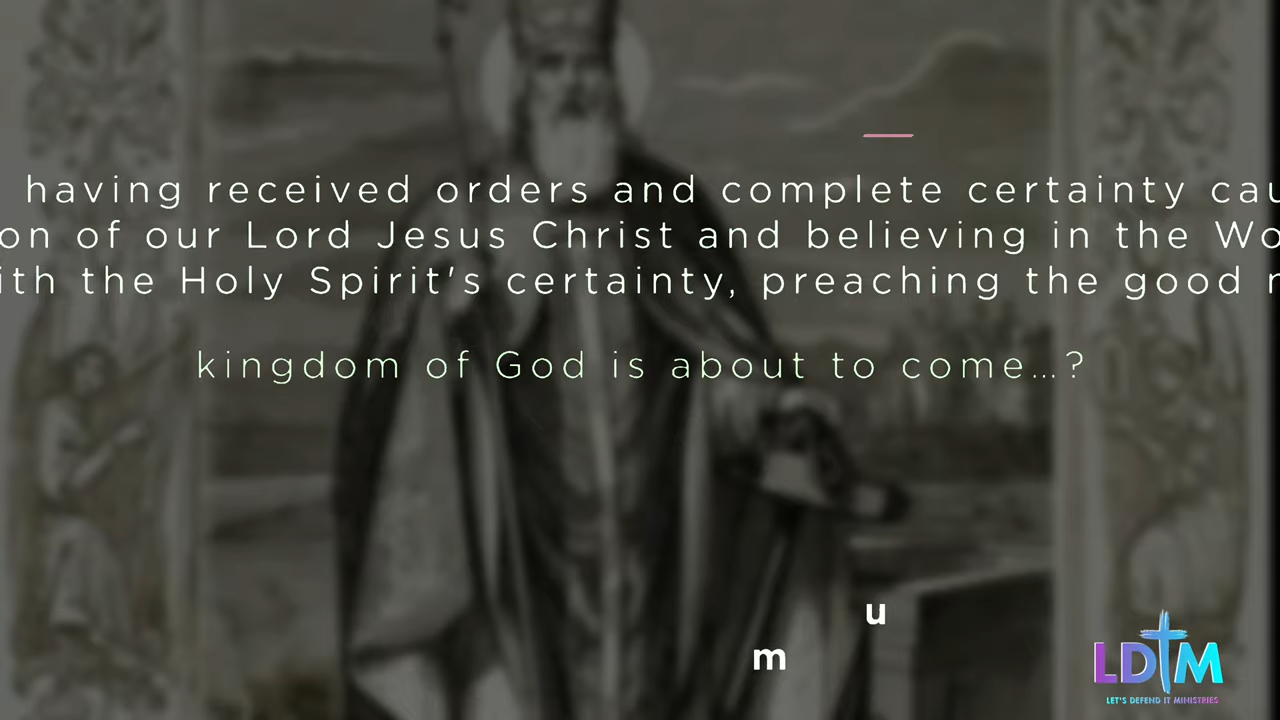 having received orders and complete certainty cau
on of our Lord Jesus Christ and believing in the Wo
ith the Holy Spirit's certainty, preaching the good
kingdom of God is about to come...?
u
m
LDTM
LET'S DEFEND IT MINISTRIES